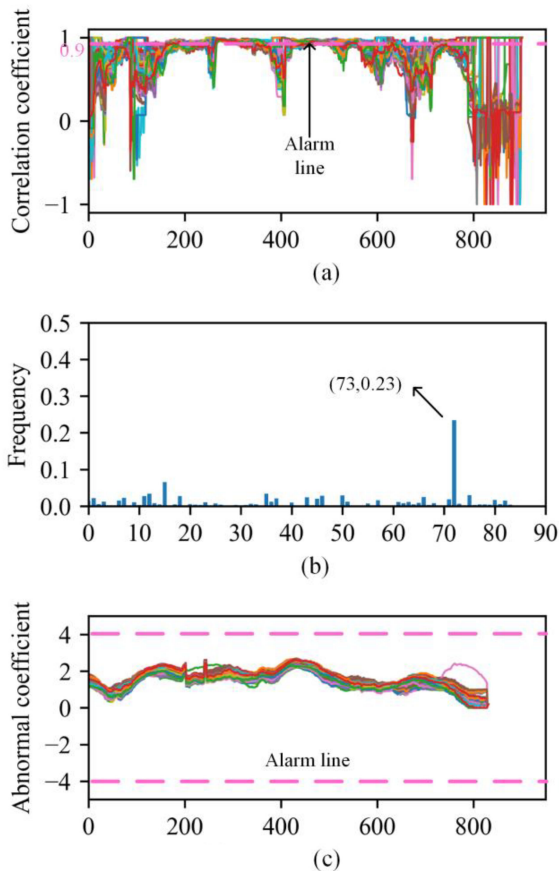 Correlation coefficient
1
0.9
0
−1
Alarm
line
0 200 400 600 800
(a)
Frequency
0.5
0.4
0.3
0.2
0.1
0.0
(73,0.23)
0 10 20 30 40 50 60 70 80 90
(b)
Abnormal coefficient
4
2
0
−2
−4
Alarm line
0 200 400 600 800
(c)